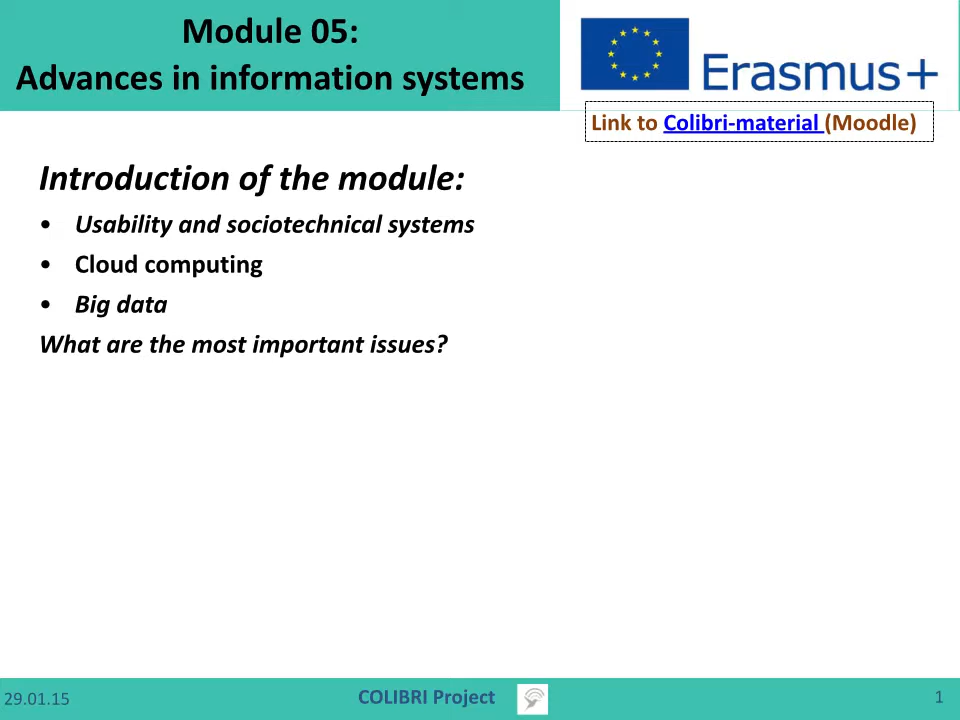 Module 05:
Advances in information systems
Erasmus+
Link to Colibri-material (Moodle)
Introduction of the module:
• Usability and sociotechnical systems
• Cloud computing
• Big data
What are the most important issues?
29.01.15
COLIBRI Project
1